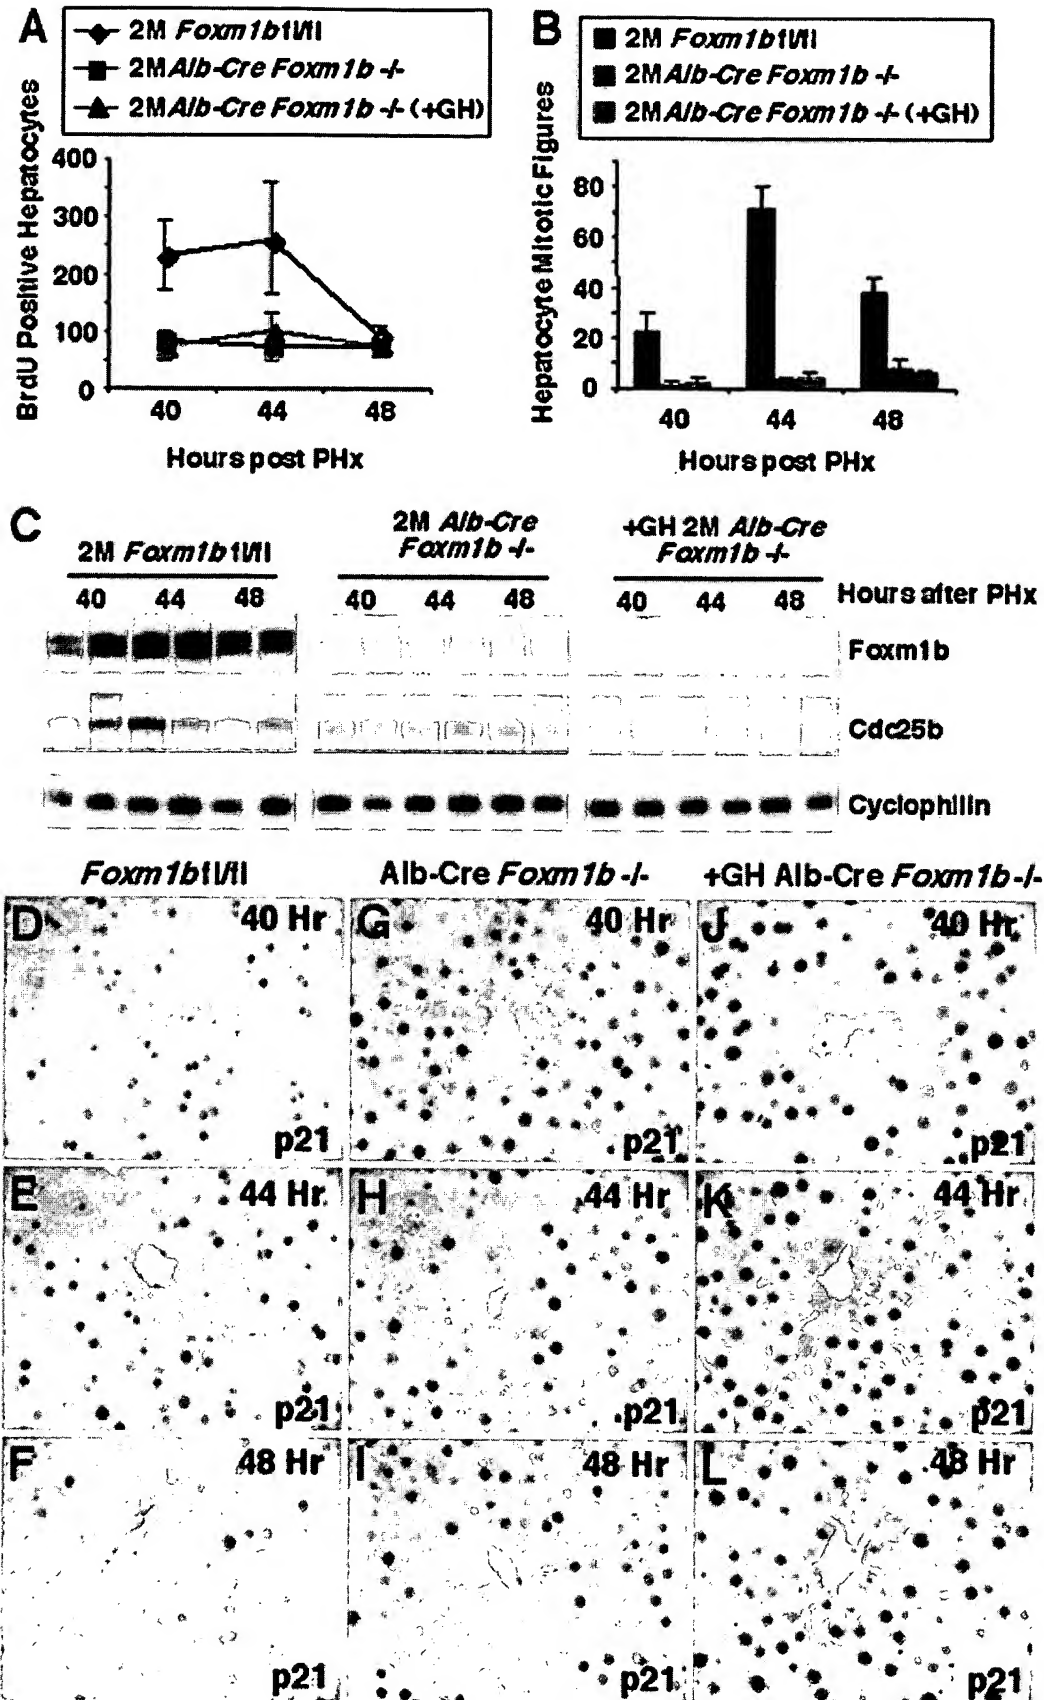 A
2M Foxm1bfl/fl
2M Alb-Cre Foxm1b -/-
2M Alb-Cre Foxm1b -/- (+GH)
BrdU Positive Hepatocytes
400
300
200
100
0
40 44 48
Hours post PHx
B
2M Foxm1bfl/fl
2M Alb-Cre Foxm1b -/-
2M Alb-Cre Foxm1b -/- (+GH)
Hepatocyte Mitotic Figures
80
60
40
20
0
40 44 48
Hours post PHx
C
2M Foxm1bfl/fl
2M Alb-Cre
Foxm1b -/-
+GH 2M Alb-Cre
Foxm1b -/-
40 44 48 40 44 48 40 44 48 Hours after PHx
Foxm1b
Cdc25b
Cyclophilin
Foxm1bfl/fl Alb-Cre Foxm1b -/- +GH Alb-Cre Foxm1b-/-
D 40 Hr G 40 Hr J 40 Hr
p21 p21 p21
E 44 Hr H 44 Hr K 44 Hr
p21 p21 p21
F 48 Hr I 48 Hr L 48 Hr
p21 p21 p21